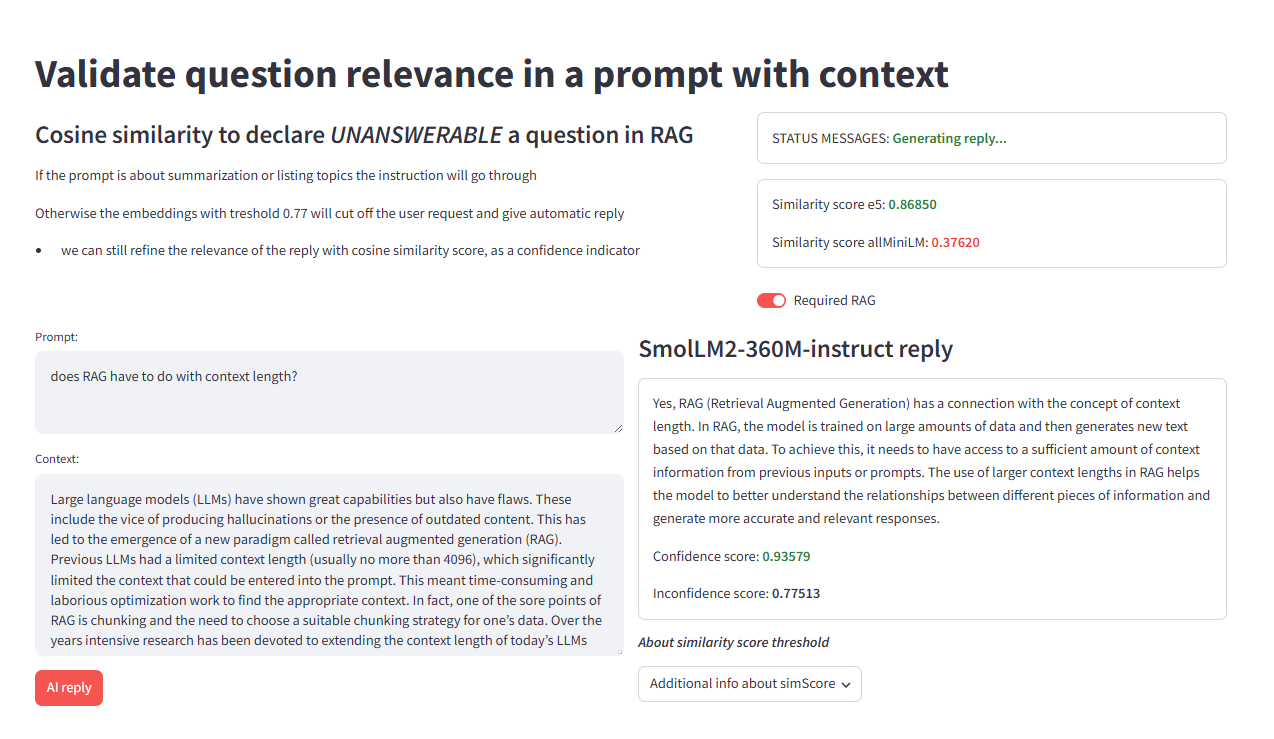 Validate question relevance in a prompt with context
Cosine similarity to declare UNANSWERABLE a question in RAG
If the prompt is about summarization or listing topics the instruction will go through
Otherwise the embeddings with treshold 0.77 will cut off the user request and give automatic reply
• we can still refine the relevance of the reply with cosine similarity score, as a confidence indicator
STATUS MESSAGES: Generating reply...
Similarity score e5: 0.86850
Similarity score allMiniLM: 0.37620
Required RAG
Prompt:
does RAG have to do with context length?
Context:
Large language models (LLMs) have shown great capabilities but also have flaws. These
include the vice of producing hallucinations or the presence of outdated content. This has
led to the emergence of a new paradigm called retrieval augmented generation (RAG).
Previous LLMs had a limited context length (usually no more than 4096), which significantly
limited the context that could be entered into the prompt. This meant time-consuming and
laborious optimization work to find the appropriate context. In fact, one of the sore points of
RAG is chunking and the need to choose a suitable chunking strategy for one's data. Over the
years intensive research has been devoted to extending the context length of today's LLMs
AI reply
SmolLM2-360M-instruct reply
Yes, RAG (Retrieval Augmented Generation) has a connection with the concept of context
length. In RAG, the model is trained on large amounts of data and then generates new text
based on that data. To achieve this, it needs to have access to a sufficient amount of context
information from previous inputs or prompts. The use of larger context lengths in RAG helps
the model to better understand the relationships between different pieces of information and
generate more accurate and relevant responses.
Confidence score: 0.93579
Inconfidence score: 0.77513
About similarity score threshold
Additional info about simScore